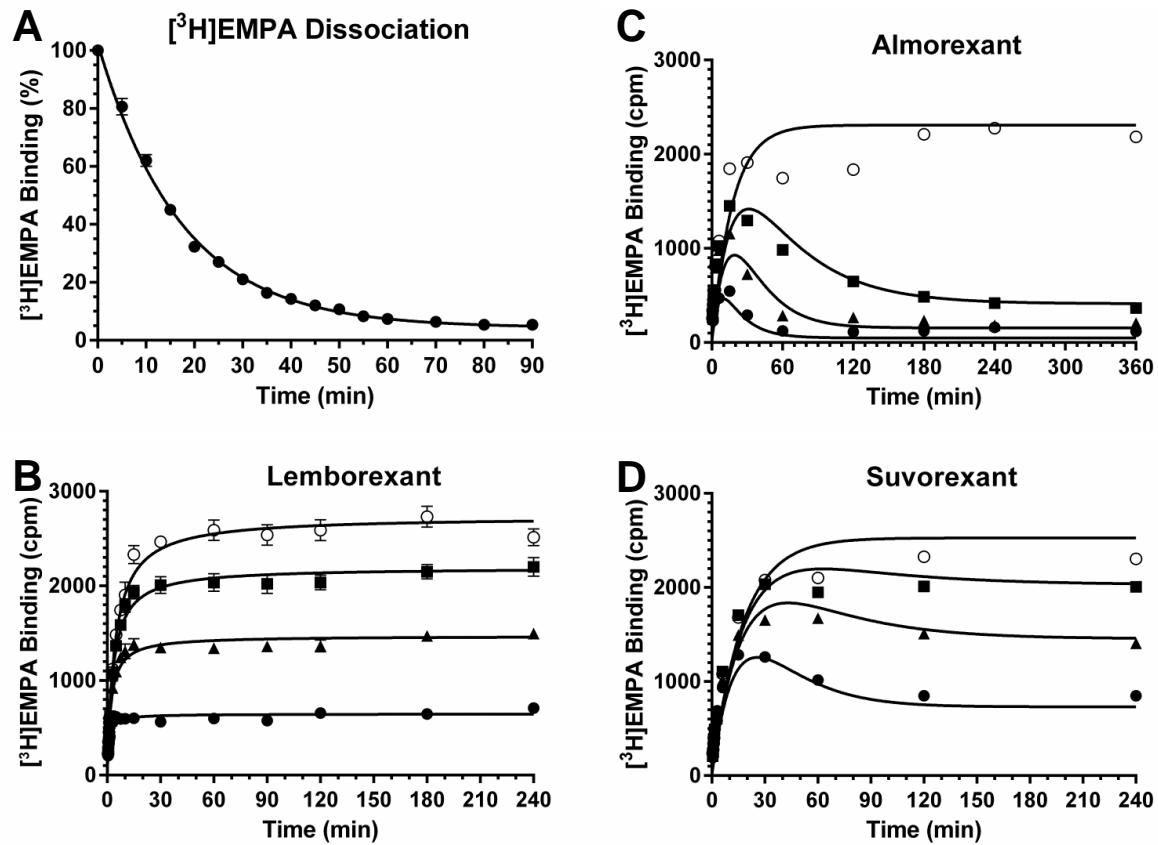 A
[³H]EMPA Dissociation
[³H]EMPA Binding (%)
100
80
60
40
20
0
0 10 20 30 40 50 60 70 80 90
Time (min)
C
Almorexant
[³H]EMPA Binding (cpm)
3000
2000
1000
0
0 60 120 180 240 300 360
Time (min)
B
Lemborexant
[³H]EMPA Binding (cpm)
3000
2000
1000
0
0 30 60 90 120 150 180 210 240
Time (min)
D
Suvorexant
[³H]EMPA Binding (cpm)
3000
2000
1000
0
0 30 60 90 120 150 180 210 240
Time (min)